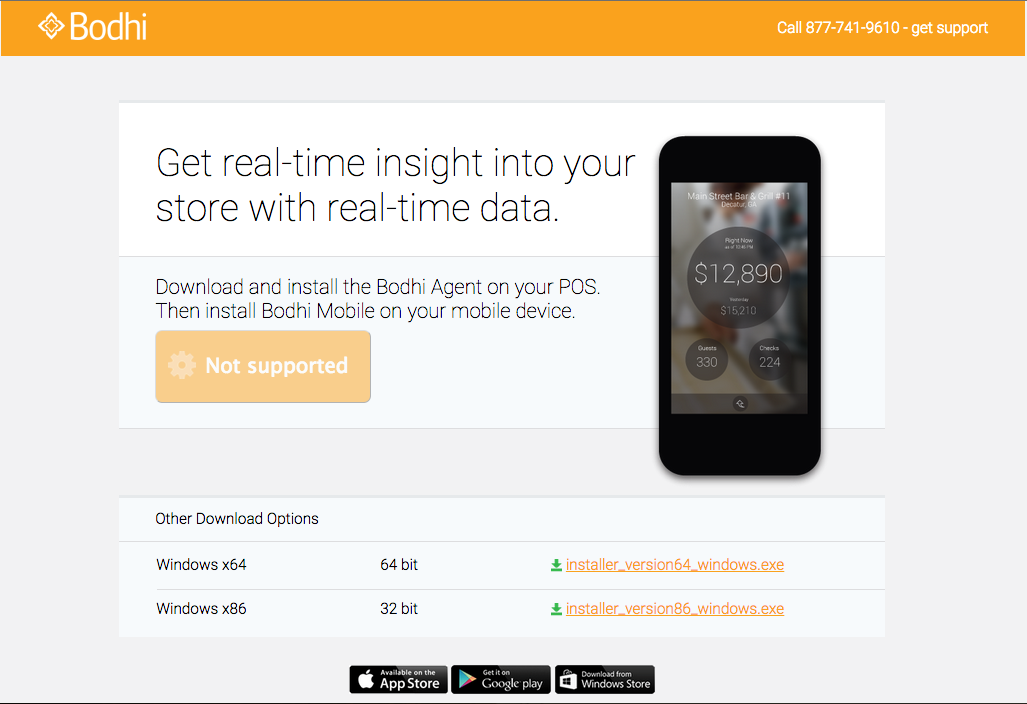 Bodhi
Call 877-741-9610 - get support
Get real-time insight into your
store with real-time data.
Main Street Bar & Grill #11
Decatur, GA
Right Now
as of 10:46 PM
$12,890
Yesterday
$15,210
Guests
330
Checks
224
Download and install the Bodhi Agent on your POS.
Then install Bodhi Mobile on your mobile device.
Not supported
Other Download Options
Windows x64 64 bit installer_version64_windows.exe
Windows x86 32 bit installer_version86_windows.exe
Available on the
App Store
Get it on
Google play
Download from
Windows Store